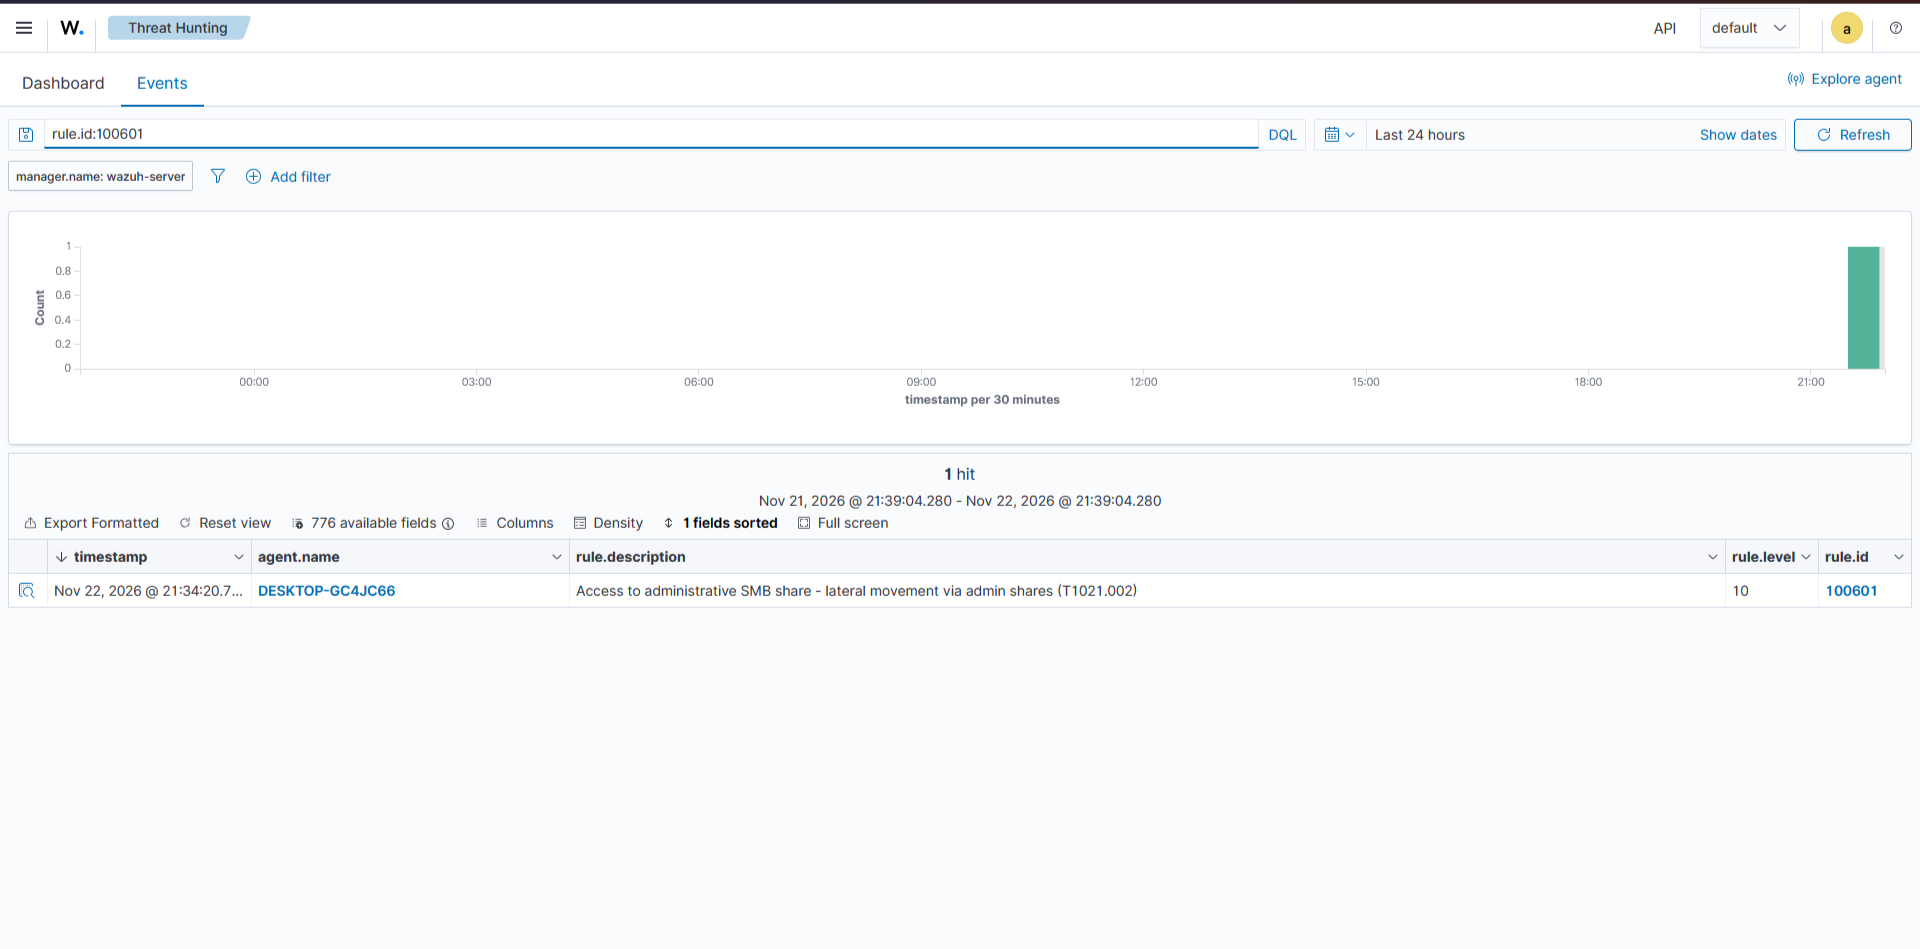 W. Threat Hunting API default a
Dashboard Events Explore agent
rule.id:100601 DQL Last 24 hours Show dates Refresh
manager.name: wazuh-server Add filter
1
0.8
0.6
0.4
0.2
0
Count
00:00 03:00 06:00 09:00 12:00 15:00 18:00 21:00
timestamp per 30 minutes
1 hit
Nov 21, 2026 @ 21:39:04.280 - Nov 22, 2026 @ 21:39:04.280
Export Formatted Reset view 776 available fields Columns Density 1 fields sorted Full screen
timestamp agent.name rule.description rule.level rule.id
Nov 22, 2026 @ 21:34:20.7... DESKTOP-GC4JC66 Access to administrative SMB share - lateral movement via admin shares (T1021.002) 10 100601